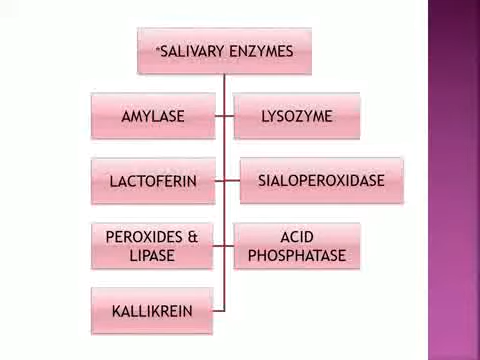 *SALIVARY ENZYMES
AMYLASE
LYSOZYME
LACTOFERIN
SIALOPEROXIDASE
PEROXIDES &
LIPASE
ACID
PHOSPHATASE
KALLIKREIN